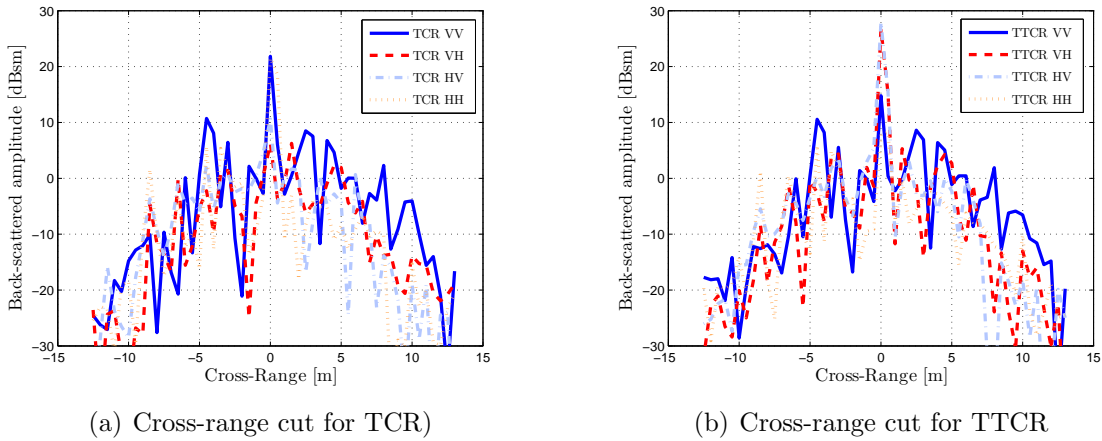 30
20
10
0
−10
−20
−30
−15
−10
−5
0
5
10
15
Back-scattered amplitude [dBsm]
Cross-Range [m]
TCR VV
TCR VH
TCR HV
TCR HH
(a) Cross-range cut for TCR)
30
20
10
0
−10
−20
−30
−15
−10
−5
0
5
10
15
Back-scattered amplitude [dBsm]
Cross-Range [m]
TTCR VV
TTCR VH
TTCR HV
TTCR HH
(b) Cross-range cut for TTCR